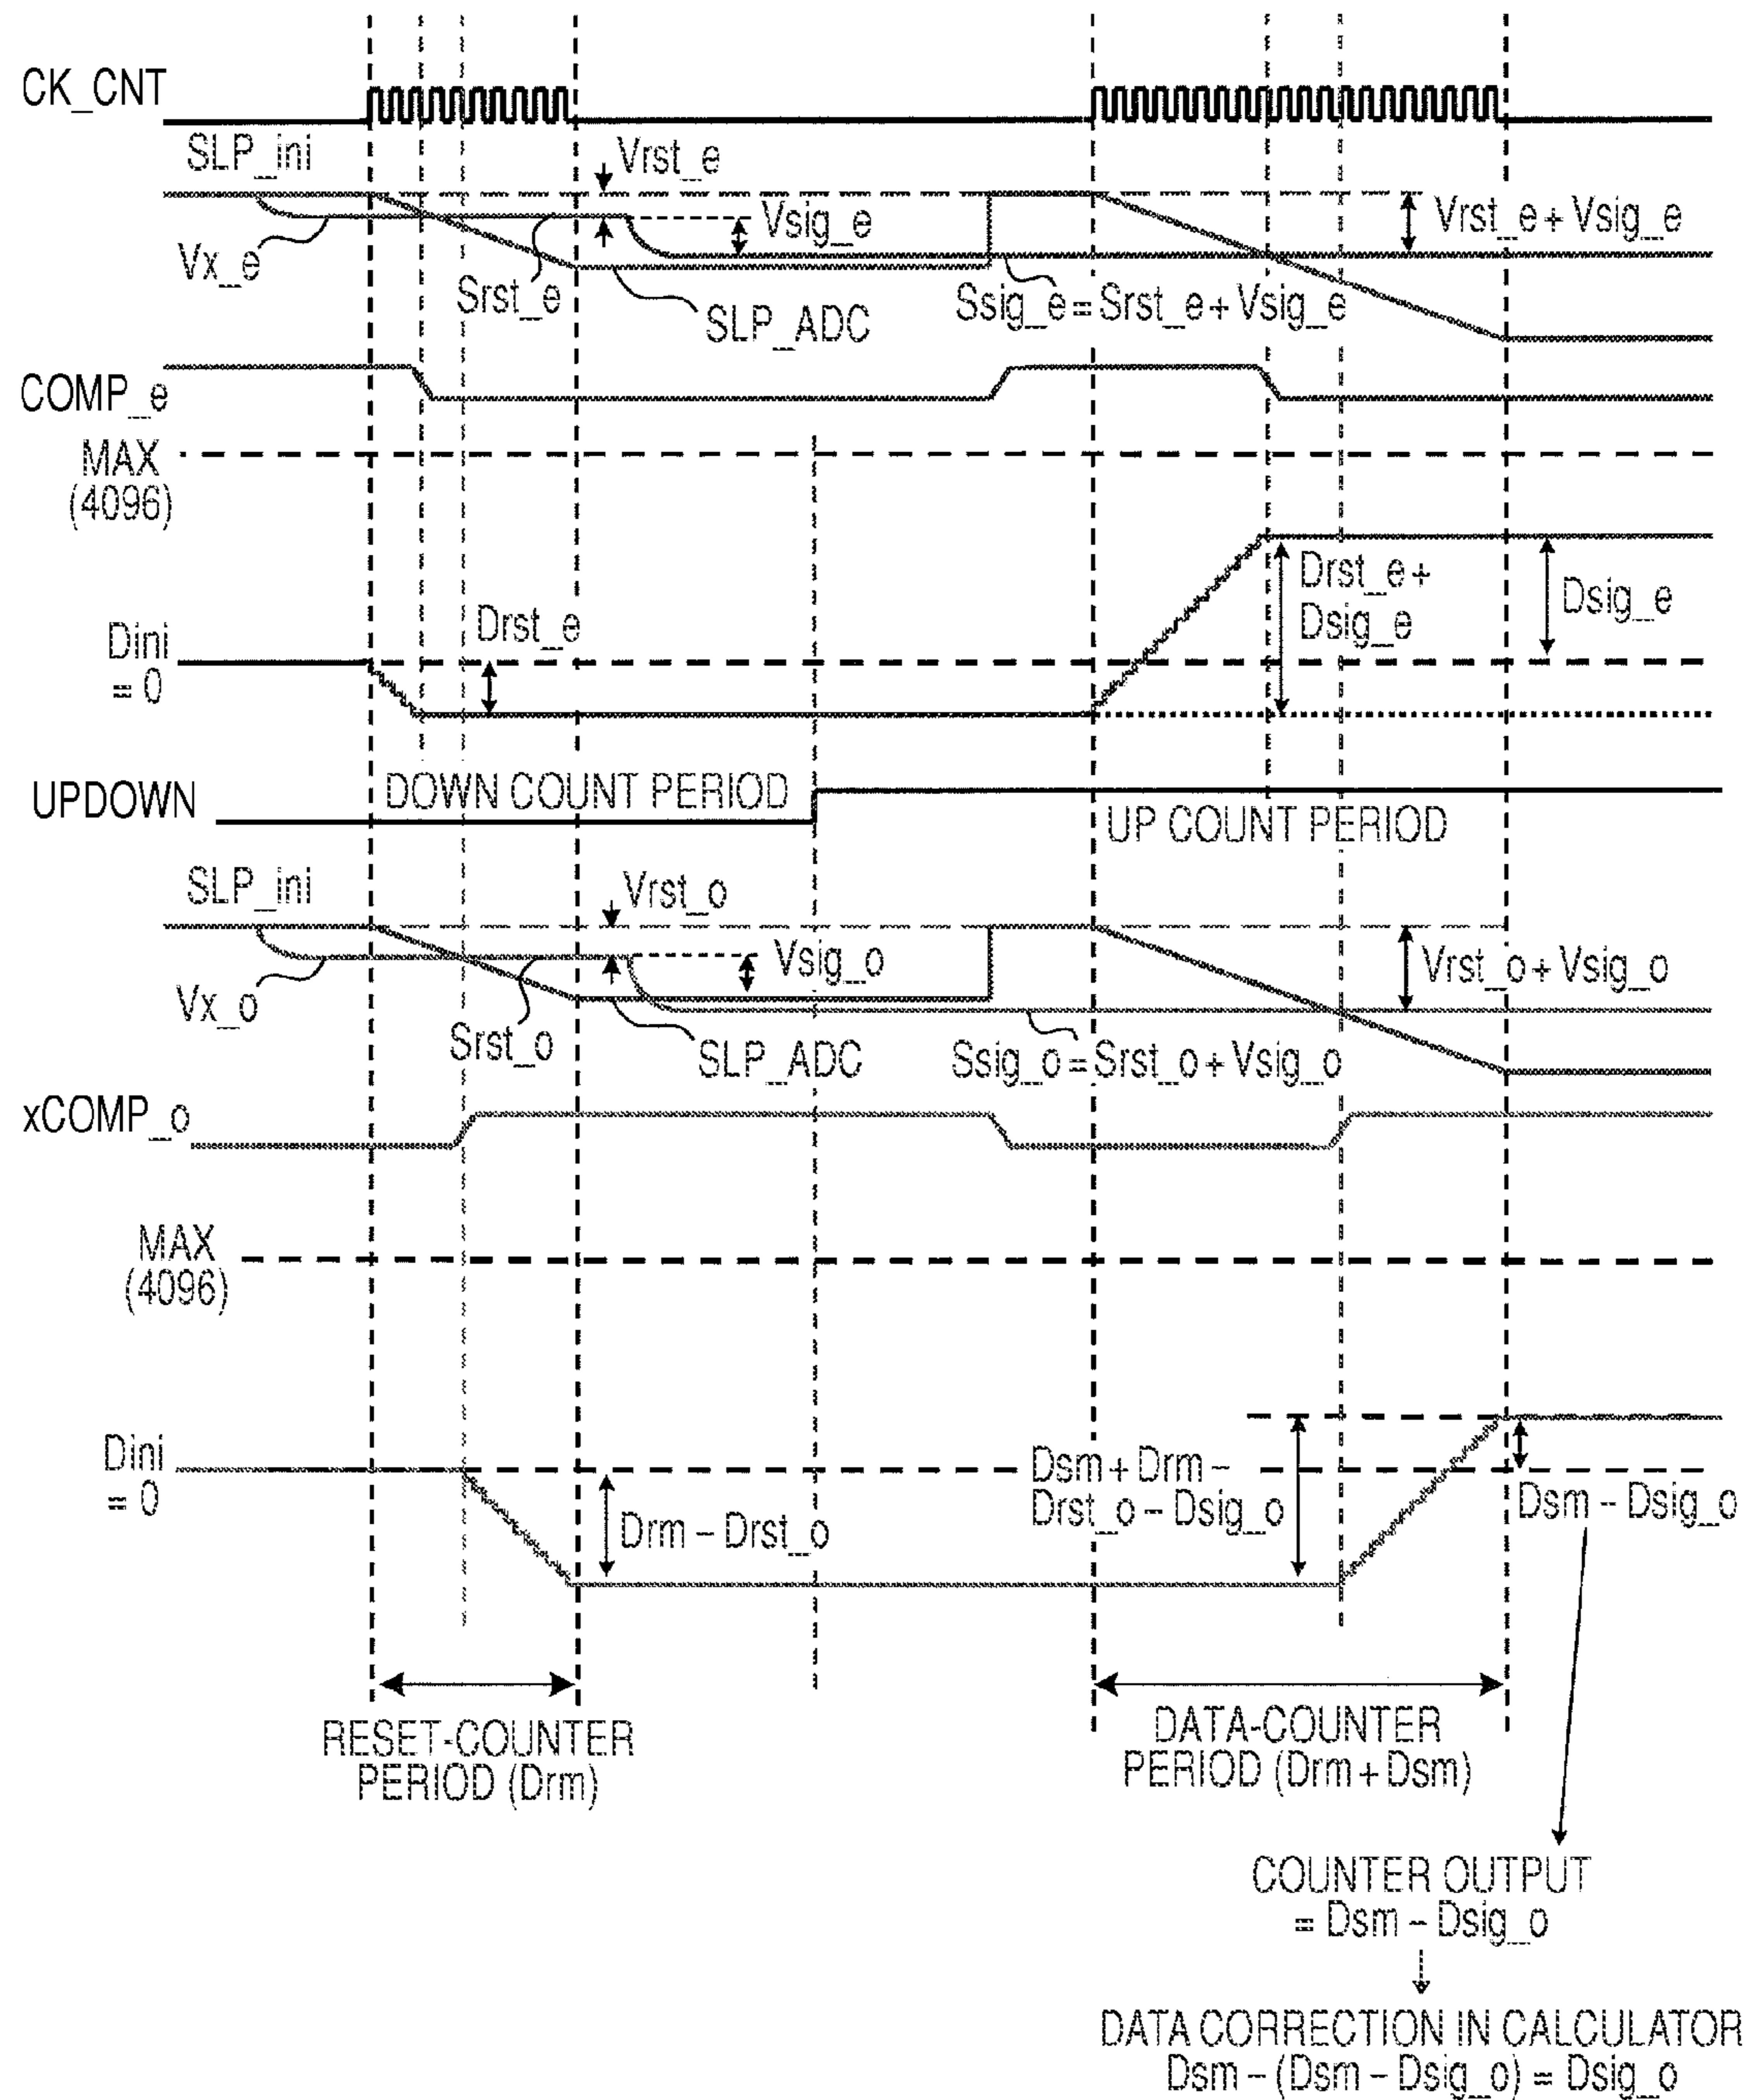 CK_CNT
SLP_ini
Vrst_e
Vsig_e
Vrst_e + Vsig_e
Vx_e
Srst_e
SLP_ADC
Ssig_e = Srst_e + Vsig_e
COMP_e
MAX
(4096)
Drst_e +
Dsig_e
Dsig_e
Drst_e
Dini
= 0
UPDOWN
DOWN COUNT PERIOD
UP COUNT PERIOD
SLP_ini
Vrst_o
Vsig_o
Vrst_o + Vsig_o
Vx_o
Srst_o
SLP_ADC
Ssig_o = Srst_o + Vsig_o
xCOMP_o
MAX
(4096)
Dini
= 0
Drm – Drst_o
Dsm + Drm –
Drst_o – Dsig_o
Dsm – Dsig_o
RESET-COUNTER
PERIOD (Drm)
DATA-COUNTER
PERIOD (Drm + Dsm)
COUNTER OUTPUT
= Dsm – Dsig_o
DATA CORRECTION IN CALCULATOR
Dsm – (Dsm – Dsig_o) = Dsig_o